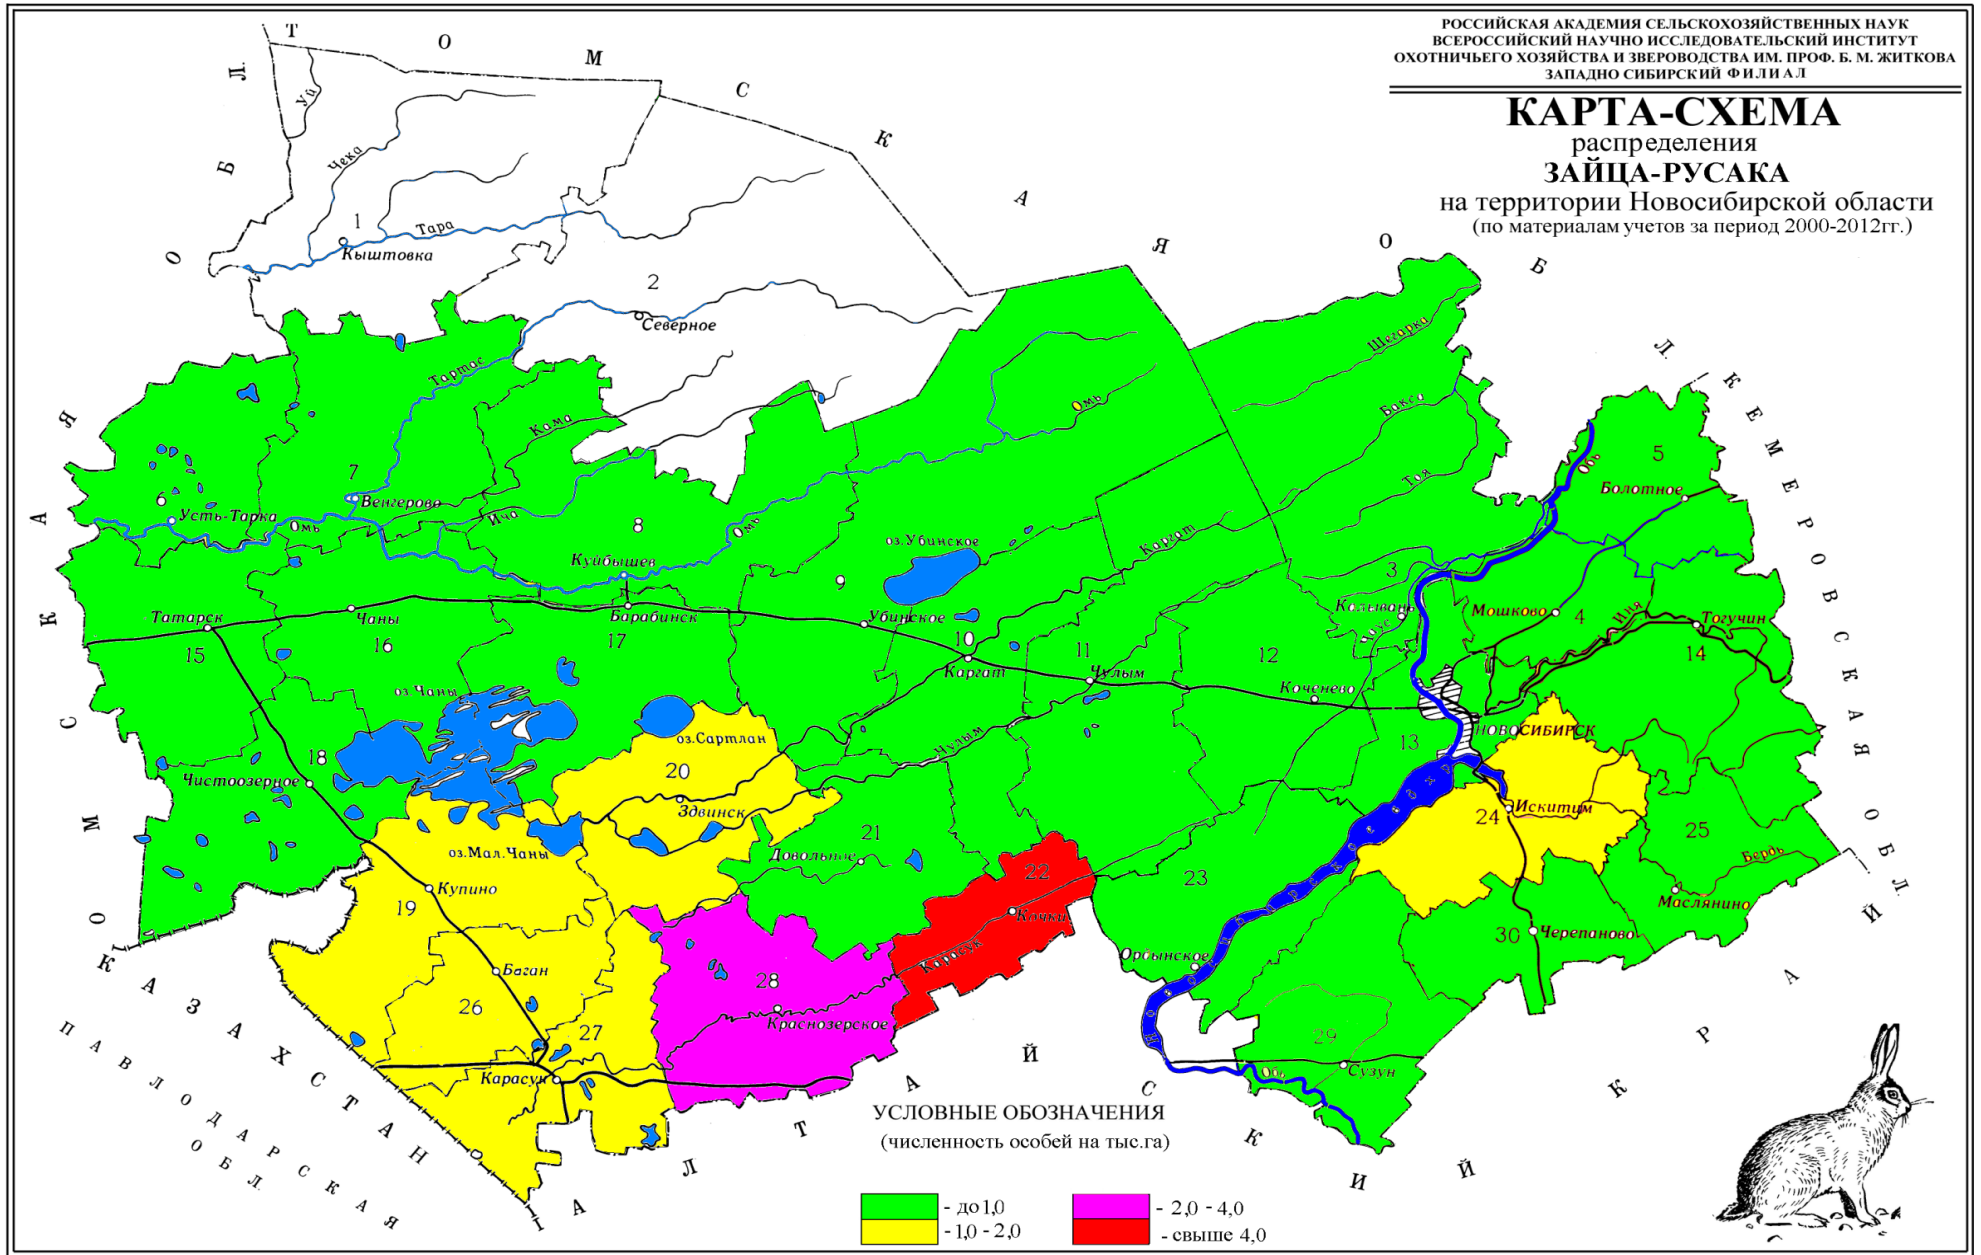 РОССИЙСКАЯ АКАДЕМИЯ СЕЛЬСКОХОЗЯЙСТВЕННЫХ НАУК
ВСЕРОССИЙСКИЙ НАУЧНО ИССЛЕДОВАТЕЛЬСКИЙ ИНСТИТУТ
ОХОТНИЧЬЕГО ХОЗЯЙСТВА И ЗВЕРОВОДСТВА ИМ. ПРОФ. Б. М. ЖИТКОВА
ЗАПАДНО СИБИРСКИЙ ФИЛИАЛ
КАРТА-СХЕМА
распределения
ЗАЙЦА-РУСАКА
на территории Новосибирской области
(по материалам учетов за период 2000-2012гг.)
ТОМСКАЯ ОБЛ.
КЕМЕРОВСКАЯ ОБЛ.
ОМСКАЯ ОБЛ.
КАЗАХСТАН
ПАВЛОДАРСКАЯ
ОБЛ.
АЛТАЙСКИЙ КРАЙ
Уй
Чека
1
Тара
Кыштовка
2
Северное
Тартас
Кама
Шегарка
Омь
Бакса
Тоя
Обь
5
Болотное
7
Венгерово
6
Усть-Тарка
Омь
Ича
8
Омь
Куйбышев
оз.Убинское
Каргат
9
3
Колывань
Чаус
Мошково
4
Иня
Тогучин
14
Татарск
15
Чаны
16
Барабинск
17
Убинское
10
Каргат
11
Чулым
12
Коченево
13
НОВОСИБИРСК
оз.Чаны
оз.Сартлан
Чулым
18
Чистоозерное
20
Здвинск
24
Искитим
25
Бердь
Маслянино
оз.Мал.Чаны
21
Довольное
22
Кочки
23
Купино
19
Карасук
Ордынское
30
Черепаново
Баган
26
27
28
Краснозерское
29
Сузун
Обь
Карасук
УСЛОВНЫЕ ОБОЗНАЧЕНИЯ
(численность особей на тыс.га)
- до 1,0
- 1,0 - 2,0
- 2,0 - 4,0
- свыше 4,0